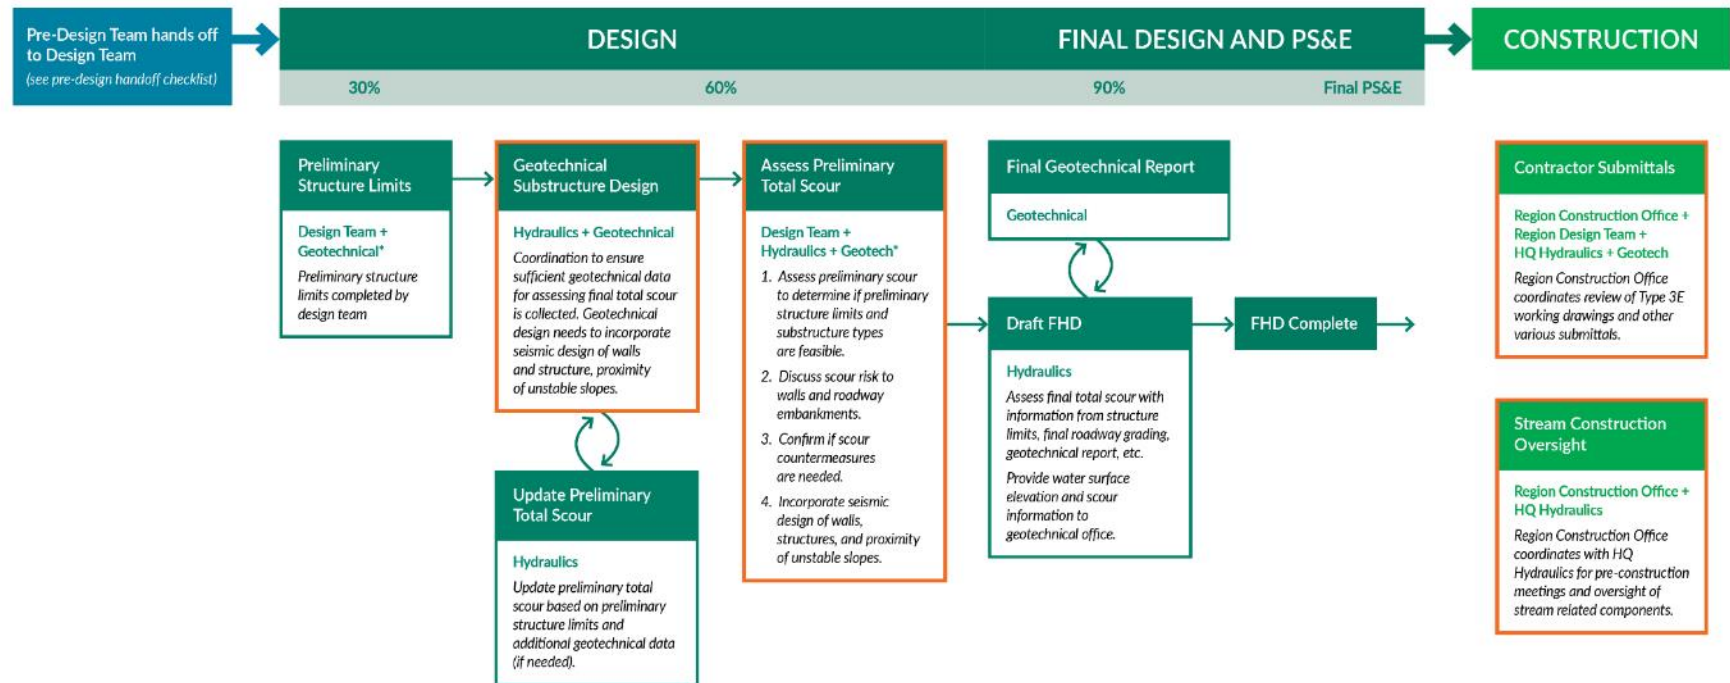 Pre-Design Team hands off
to Design Team
(see pre-design handoff checklist)
DESIGN
FINAL DESIGN AND PS&E
CONSTRUCTION
30%
60%
90%
Final PS&E
Preliminary
Structure Limits
Design Team +
Geotechnical*
Preliminary structure
limits completed by
design team
Geotechnical
Substructure Design
Hydraulics + Geotechnical
Coordination to ensure
sufficient geotechnical data
for assessing final total scour
is collected. Geotechnical
design needs to incorporate
seismic design of walls
and structure, proximity
of unstable slopes.
Update Preliminary
Total Scour
Hydraulics
Update preliminary total
scour based on preliminary
structure limits and
additional geotechnical data
(if needed).
Assess Preliminary
Total Scour
Design Team +
Hydraulics + Geotech*
1. Assess preliminary scour
to determine if preliminary
structure limits and
substructure types
are feasible.
2. Discuss scour risk to
walls and roadway
embankments.
3. Confirm if scour
countermeasures
are needed.
4. Incorporate seismic
design of walls,
structures, and proximity
of unstable slopes.
Final Geotechnical Report
Geotechnical
Draft FHD
Hydraulics
Assess final total scour with
information from structure
limits, final roadway grading,
geotechnical report, etc.
Provide water surface
elevation and scour
information to
geotechnical office.
FHD Complete
Contractor Submittals
Region Construction Office +
Region Design Team +
HQ Hydraulics + Geotech
Region Construction Office
coordinates review of Type 3E
working drawings and other
various submittals.
Stream Construction
Oversight
Region Construction Office +
HQ Hydraulics
Region Construction Office
coordinates with HQ
Hydraulics for pre-construction
meetings and oversight of
stream related components.